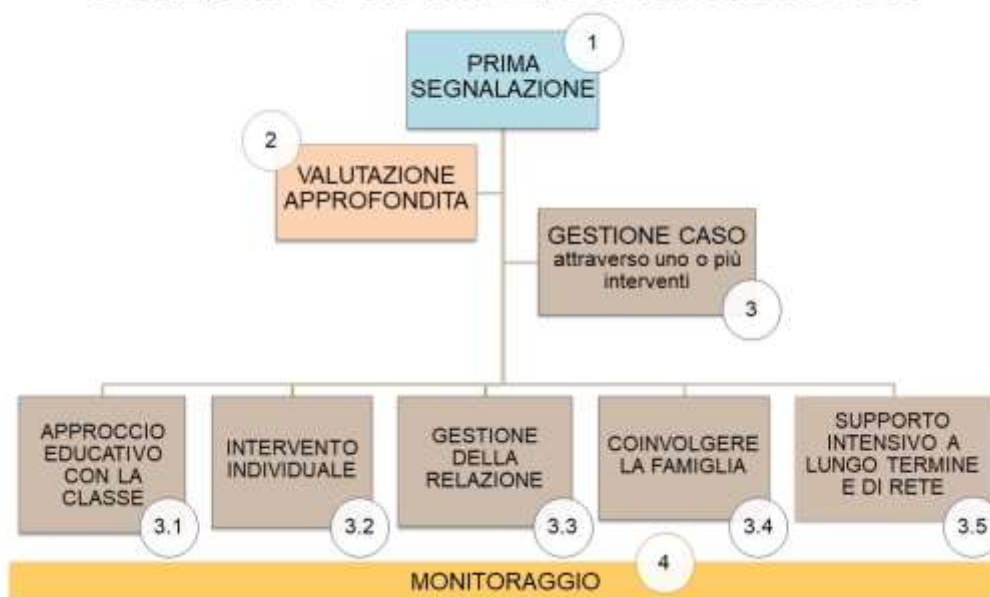 1
PRIMA
SEGNALAZIONE
2
VALUTAZIONE
APPROFONDITA
GESTIONE CASO
attraverso uno o più
interventi
3
APPROCCIO
EDUCATIVO
CON LA
CLASSE
3.1
INTERVENTO
INDIVIDUALE
3.2
GESTIONE
DELLA
RELAZIONE
3.3
COINVOLGERE
LA FAMIGLIA
3.4
SUPPORTO
INTENSIVO A
LUNGO TERMINE
E DI RETE
3.5
4
MONITORAGGIO